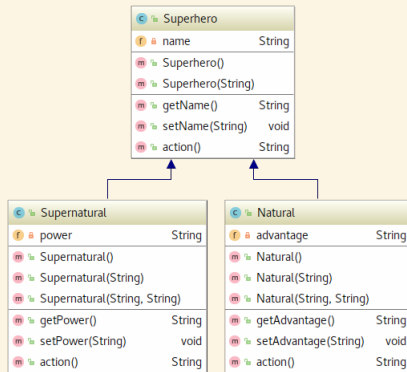 Superhero
name String
Superhero()
Superhero(String)
getName() String
setName(String) void
action() String
Supernatural
power String
Supernatural()
Supernatural(String)
Supernatural(String, String)
getPower() String
setPower(String) void
action() String
Natural
advantage String
Natural()
Natural(String)
Natural(String, String)
getAdvantage() String
setAdvantage(String) void
action() String